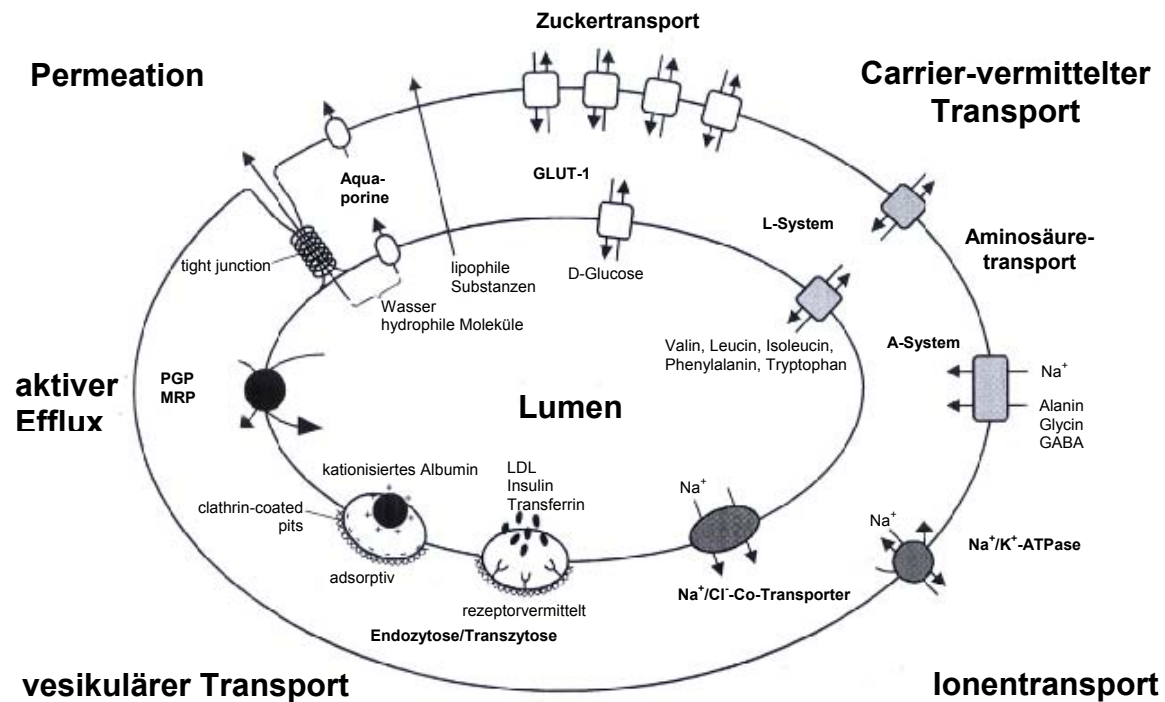 Zuckertransport
Permeation
Carrier-vermittelter
Transport
Aqua-
porine
GLUT-1
L-System
Aminosäure-
transport
tight junction
lipophile
Substanzen
D-Glucose
Wasser
hydrophile Moleküle
Valin, Leucin, Isoleucin,
Phenylalanin, Tryptophan
A-System
Na⁺
Alanin
Glycin
GABA
aktiver
Efflux
PGP
MRP
Lumen
kationisiertes Albumin
clathrin-coated
pits
adsorptiv
LDL
Insulin
Transferrin
rezeptorvermittelt
Endozytose/Transzytose
Na⁺
Na⁺/Cl⁻-Co-Transporter
Na⁺
Na⁺/K⁺-ATPase
vesikulärer Transport
Ionentransport